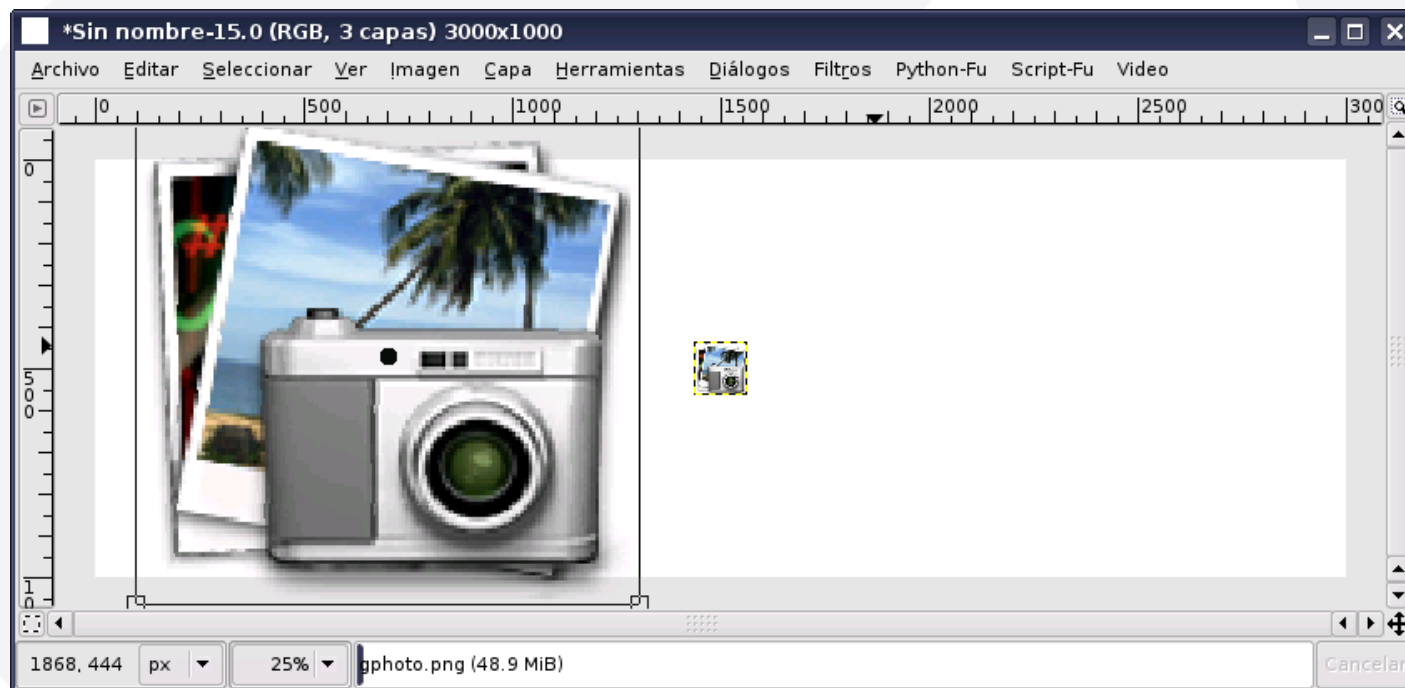 *Sin nombre-15.0 (RGB, 3 capas) 3000x1000
Archivo Editar Seleccionar Ver Imagen Capa Herramientas Diálogos Filtros Python-Fu Script-Fu Video
0 500 1000 1500 2000 2500 300
0
500
10
1868, 444 px 25% gphoto.png (48.9 MiB) Cancelar